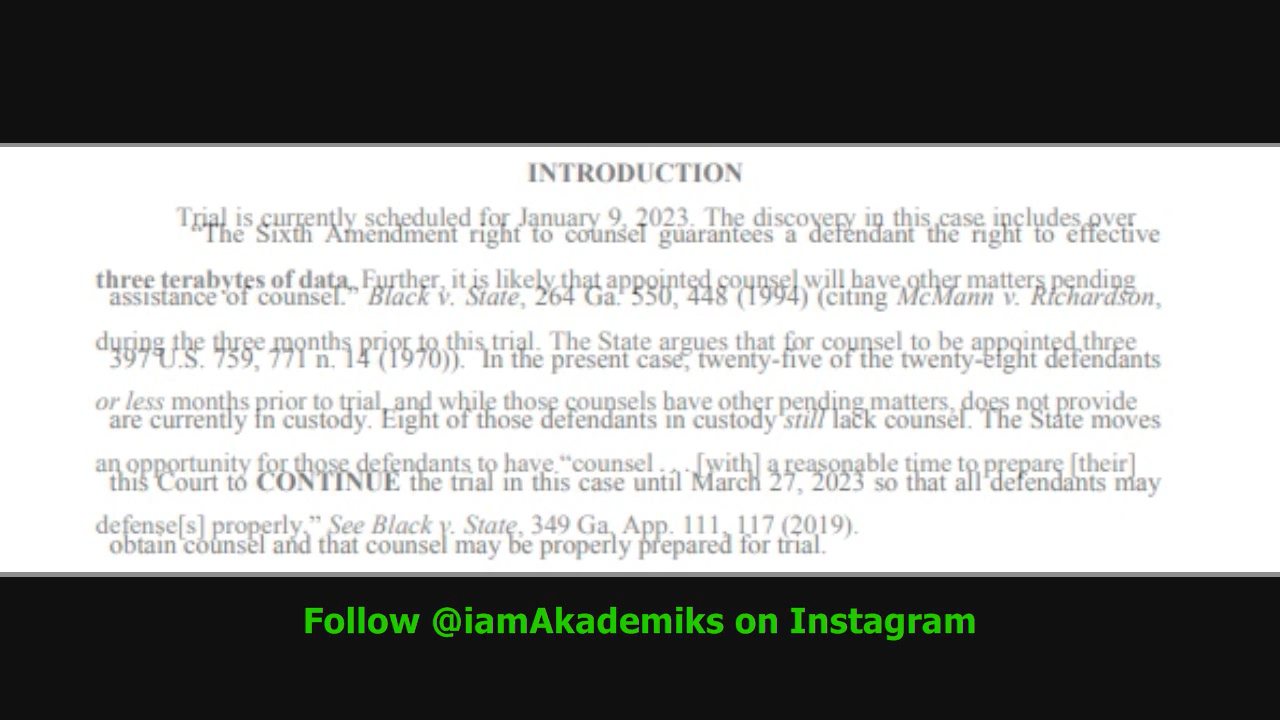 INTRODUCTION
Trial is currently scheduled for January 9, 2023. The discovery in this case includes over
“The Sixth Amendment right to counsel guarantees a defendant the right to effective
three terabytes of data. Further, it is likely that appointed counsel will have other matters pending
assistance of counsel.” Black v. State, 264 Ga. 550, 448 (1994) (citing McMann v. Richardson,
during the three months prior to this trial. The State argues that for counsel to be appointed three
397 U.S. 759, 771 n. 14 (1970)). In the present case, twenty-five of the twenty-eight defendants
or less months prior to trial, and while those counsels have other pending matters, does not provide
are currently in custody. Eight of those defendants in custody still lack counsel. The State moves
an opportunity for those defendants to have “counsel . . . [with] a reasonable time to prepare [their]
this Court to CONTINUE the trial in this case until March 27, 2023 so that all defendants may
defense[s] properly.” See Black v. State, 349 Ga. App. 111, 117 (2019).
obtain counsel and that counsel may be properly prepared for trial.
Follow @iamAkademiks on Instagram